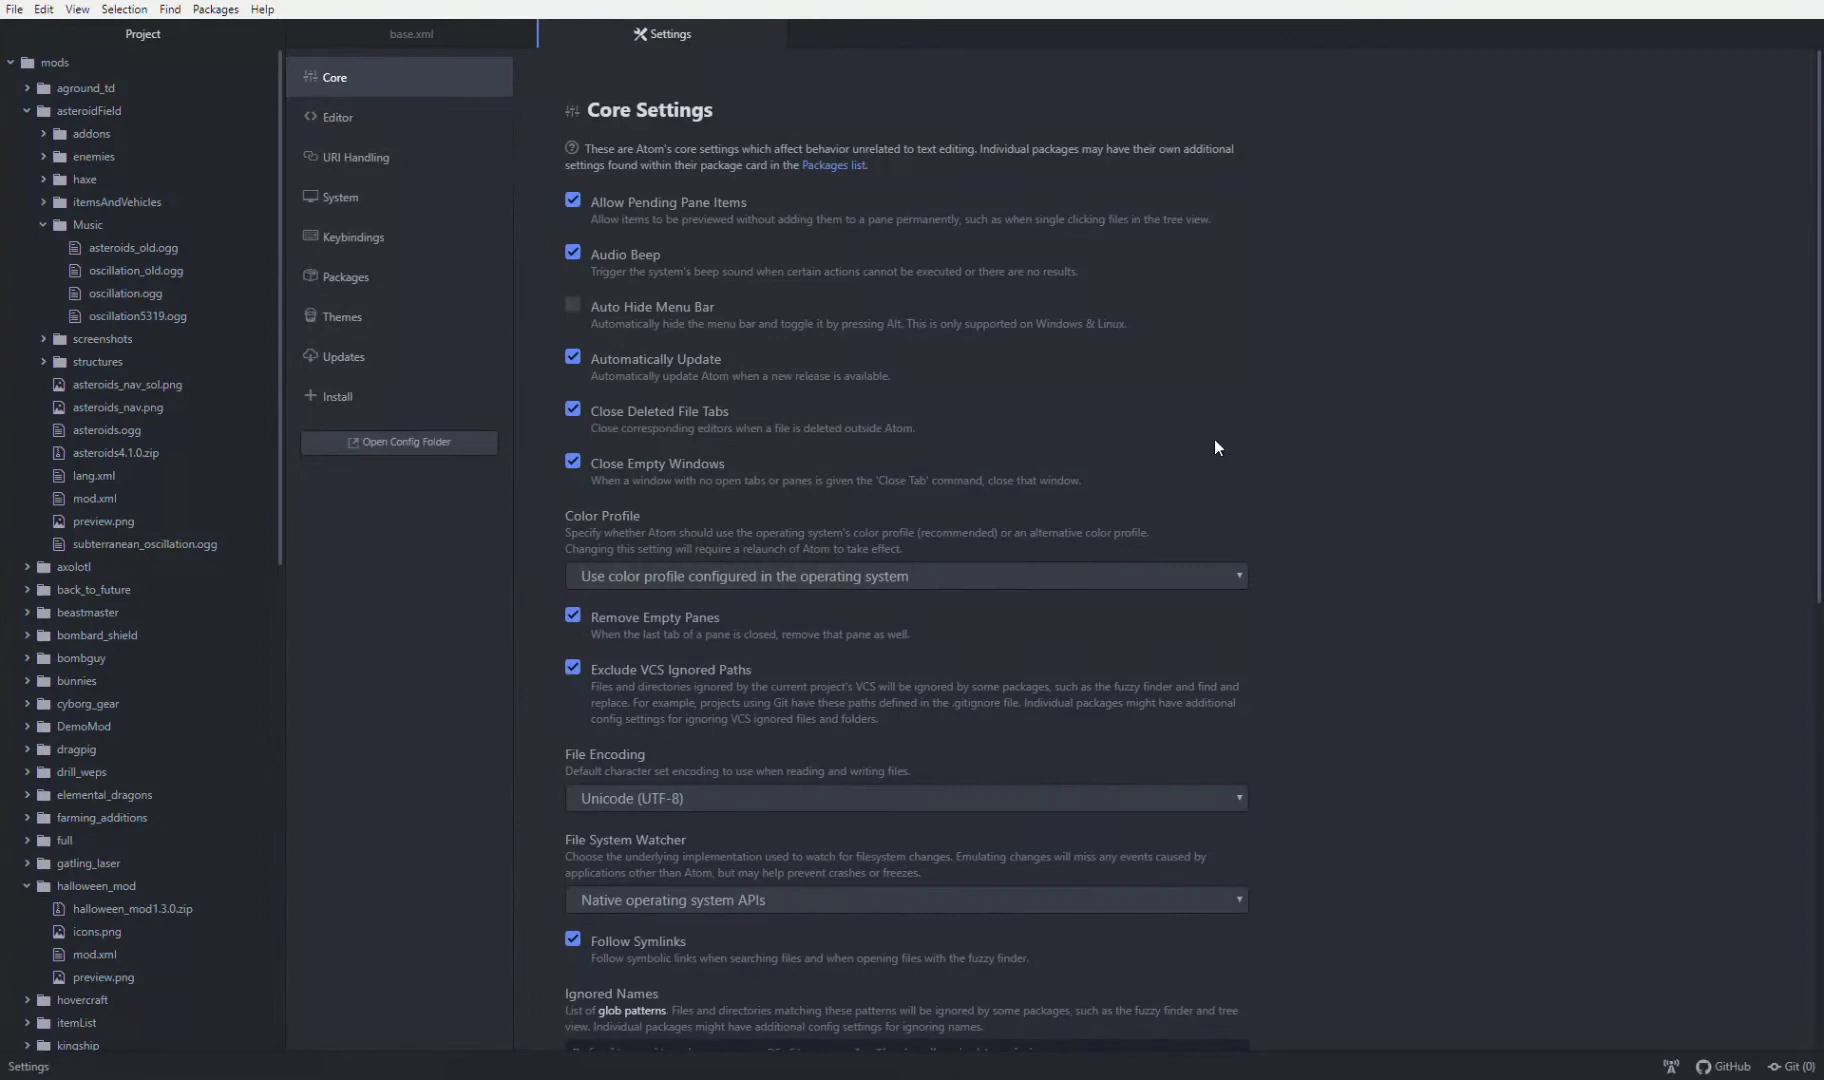 File Edit View Selection Find Packages Help
Project
base.xml
Settings
mods
aground_td
asteroidField
addons
enemies
haxe
itemsAndVehicles
Music
asteroids_old.ogg
oscillation_old.ogg
oscillation.ogg
oscillation5319.ogg
screenshots
structures
asteroids_nav_sol.png
asteroids_nav.png
asteroids.ogg
asteroids4.1.0.zip
lang.xml
mod.xml
preview.png
subterranean_oscillation.ogg
axolotl
back_to_future
beastmaster
bombard_shield
bombguy
bunnies
cyborg_gear
DemoMod
dragpig
drill_weps
elemental_dragons
farming_additions
full
gatling_laser
halloween_mod
halloween_mod1.3.0.zip
icons.png
mod.xml
preview.png
hovercraft
itemList
kingship
Core
Editor
URI Handling
System
Keybindings
Packages
Themes
Updates
Install
Open Config Folder
Core Settings
These are Atom's core settings which affect behavior unrelated to text editing. Individual packages may have their own additional
settings found within their package card in the Packages list.
Allow Pending Pane Items
Allow items to be previewed without adding them to a pane permanently, such as when single clicking files in the tree view.
Audio Beep
Trigger the system's beep sound when certain actions cannot be executed or there are no results.
Auto Hide Menu Bar
Automatically hide the menu bar and toggle it by pressing Alt. This is only supported on Windows & Linux.
Automatically Update
Automatically update Atom when a new release is available.
Close Deleted File Tabs
Close corresponding editors when a file is deleted outside Atom.
Close Empty Windows
When a window with no open tabs or panes is given the 'Close Tab' command, close that window.
Color Profile
Specify whether Atom should use the operating system's color profile (recommended) or an alternative color profile.
Changing this setting will require a relaunch of Atom to take effect.
Use color profile configured in the operating system
Remove Empty Panes
When the last tab of a pane is closed, remove that pane as well.
Exclude VCS Ignored Paths
Files and directories ignored by the current project's VCS will be ignored by some packages, such as the fuzzy finder and find and
replace. For example, projects using Git have these paths defined in the .gitignore file. Individual packages might have additional
config settings for ignoring VCS ignored files and folders.
File Encoding
Default character set encoding to use when reading and writing files.
Unicode (UTF-8)
File System Watcher
Choose the underlying implementation used to watch for filesystem changes. Emulating changes will miss any events caused by
applications other than Atom, but may help prevent crashes or freezes.
Native operating system APIs
Follow Symlinks
Follow symbolic links when searching files and when opening files with the fuzzy finder.
Ignored Names
List of glob patterns. Files and directories matching these patterns will be ignored by some packages, such as the fuzzy finder and tree
view. Individual packages might have additional config settings for ignoring names.
Settings
GitHub
Git (0)